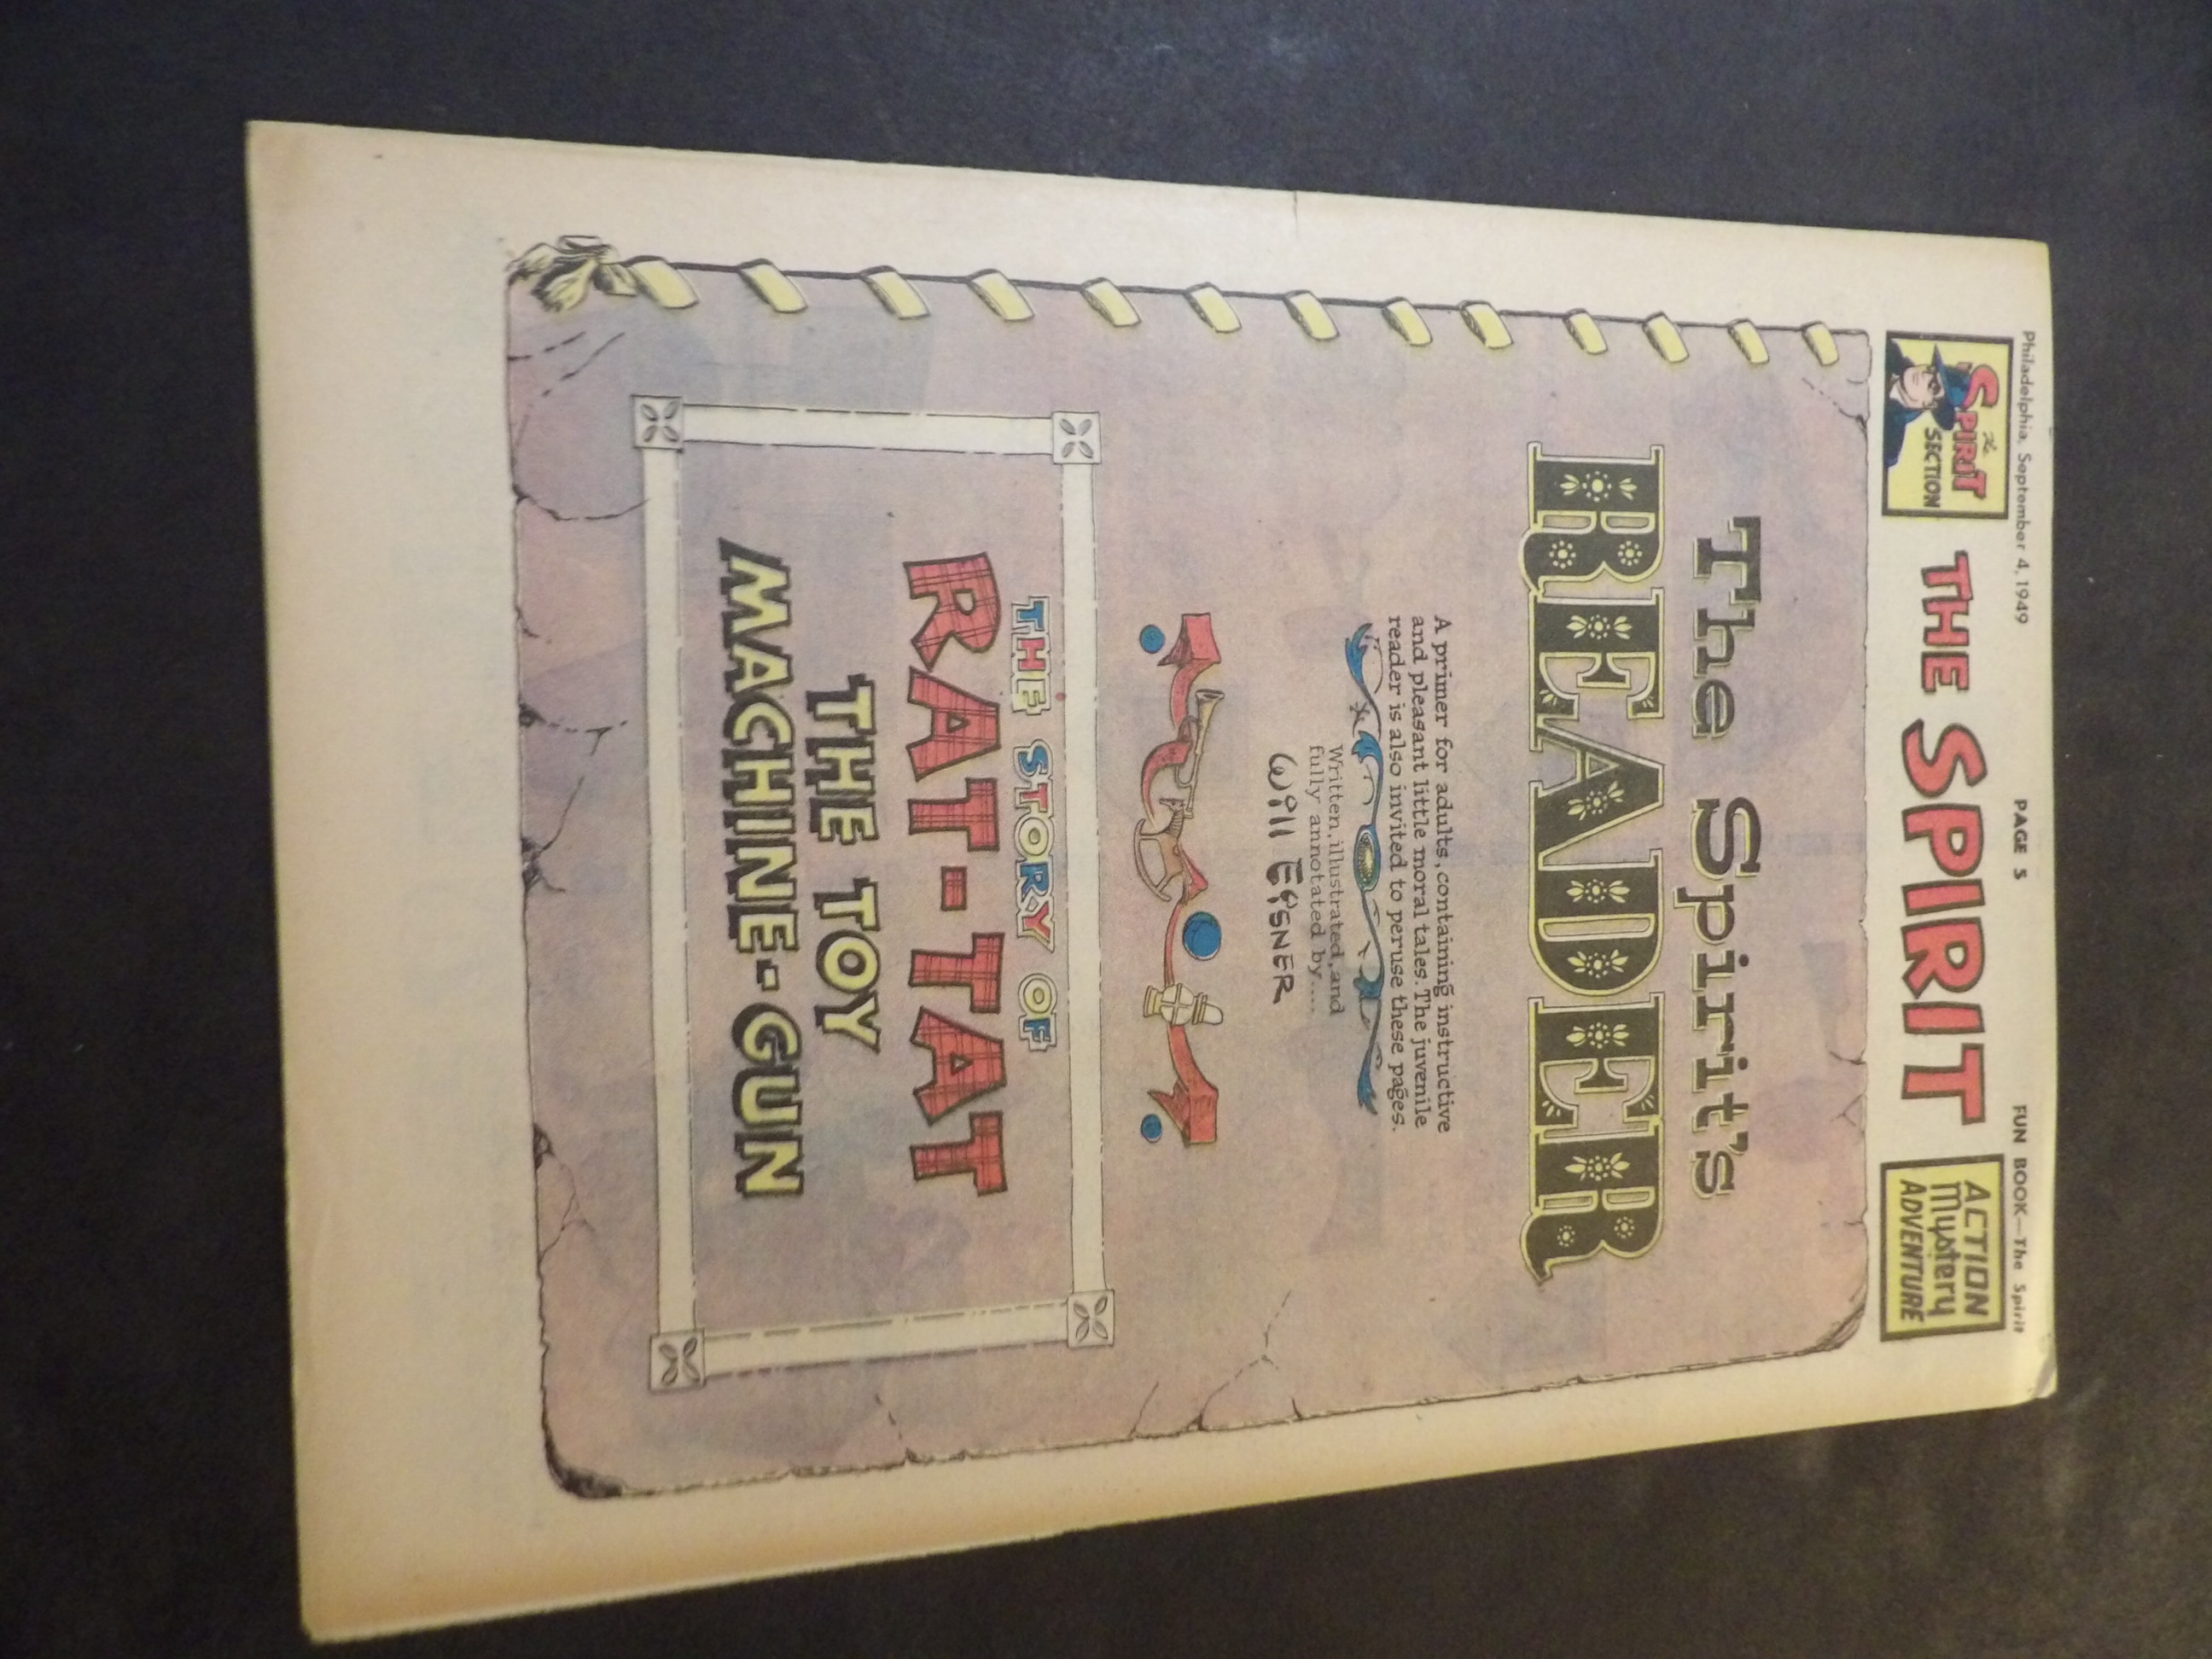 Philadelphia, September 4, 1949
PAGE 5
FUN BOOK—The Spirit
The
SPIRIT
SECTION
THE SPIRIT
ACTION
Mystery
ADVENTURE
The Spirit's
READER
A primer for adults, containing instructive
and pleasant little moral tales. The juvenile
reader is also invited to peruse these pages.
Written, illustrated, and
fully annotated by....
Will EiSNER
THE STORY OF
RAT-TAT
THE TOY
MACHINE-GUN